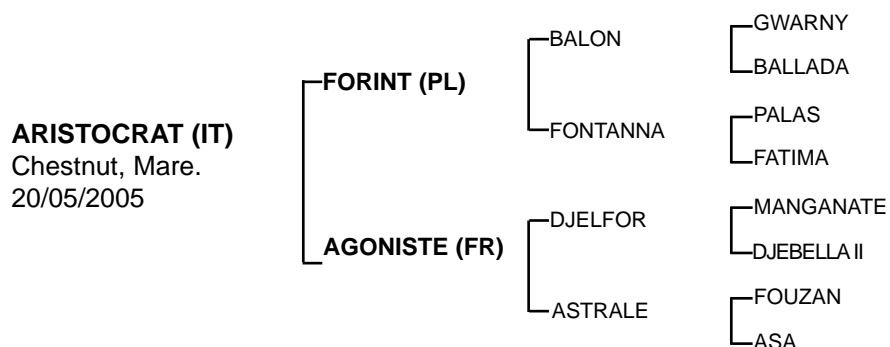 ARISTOCRAT (IT)
Chestnut, Mare.
20/05/2005
FORINT (PL)
AGONISTE (FR)
BALON
FONTANNA
DJELFOR
ASTRALE
GWARNY
BALLADA
PALAS
FATIMA
MANGANATE
DJEBELLA II
FOUZAN
ASA